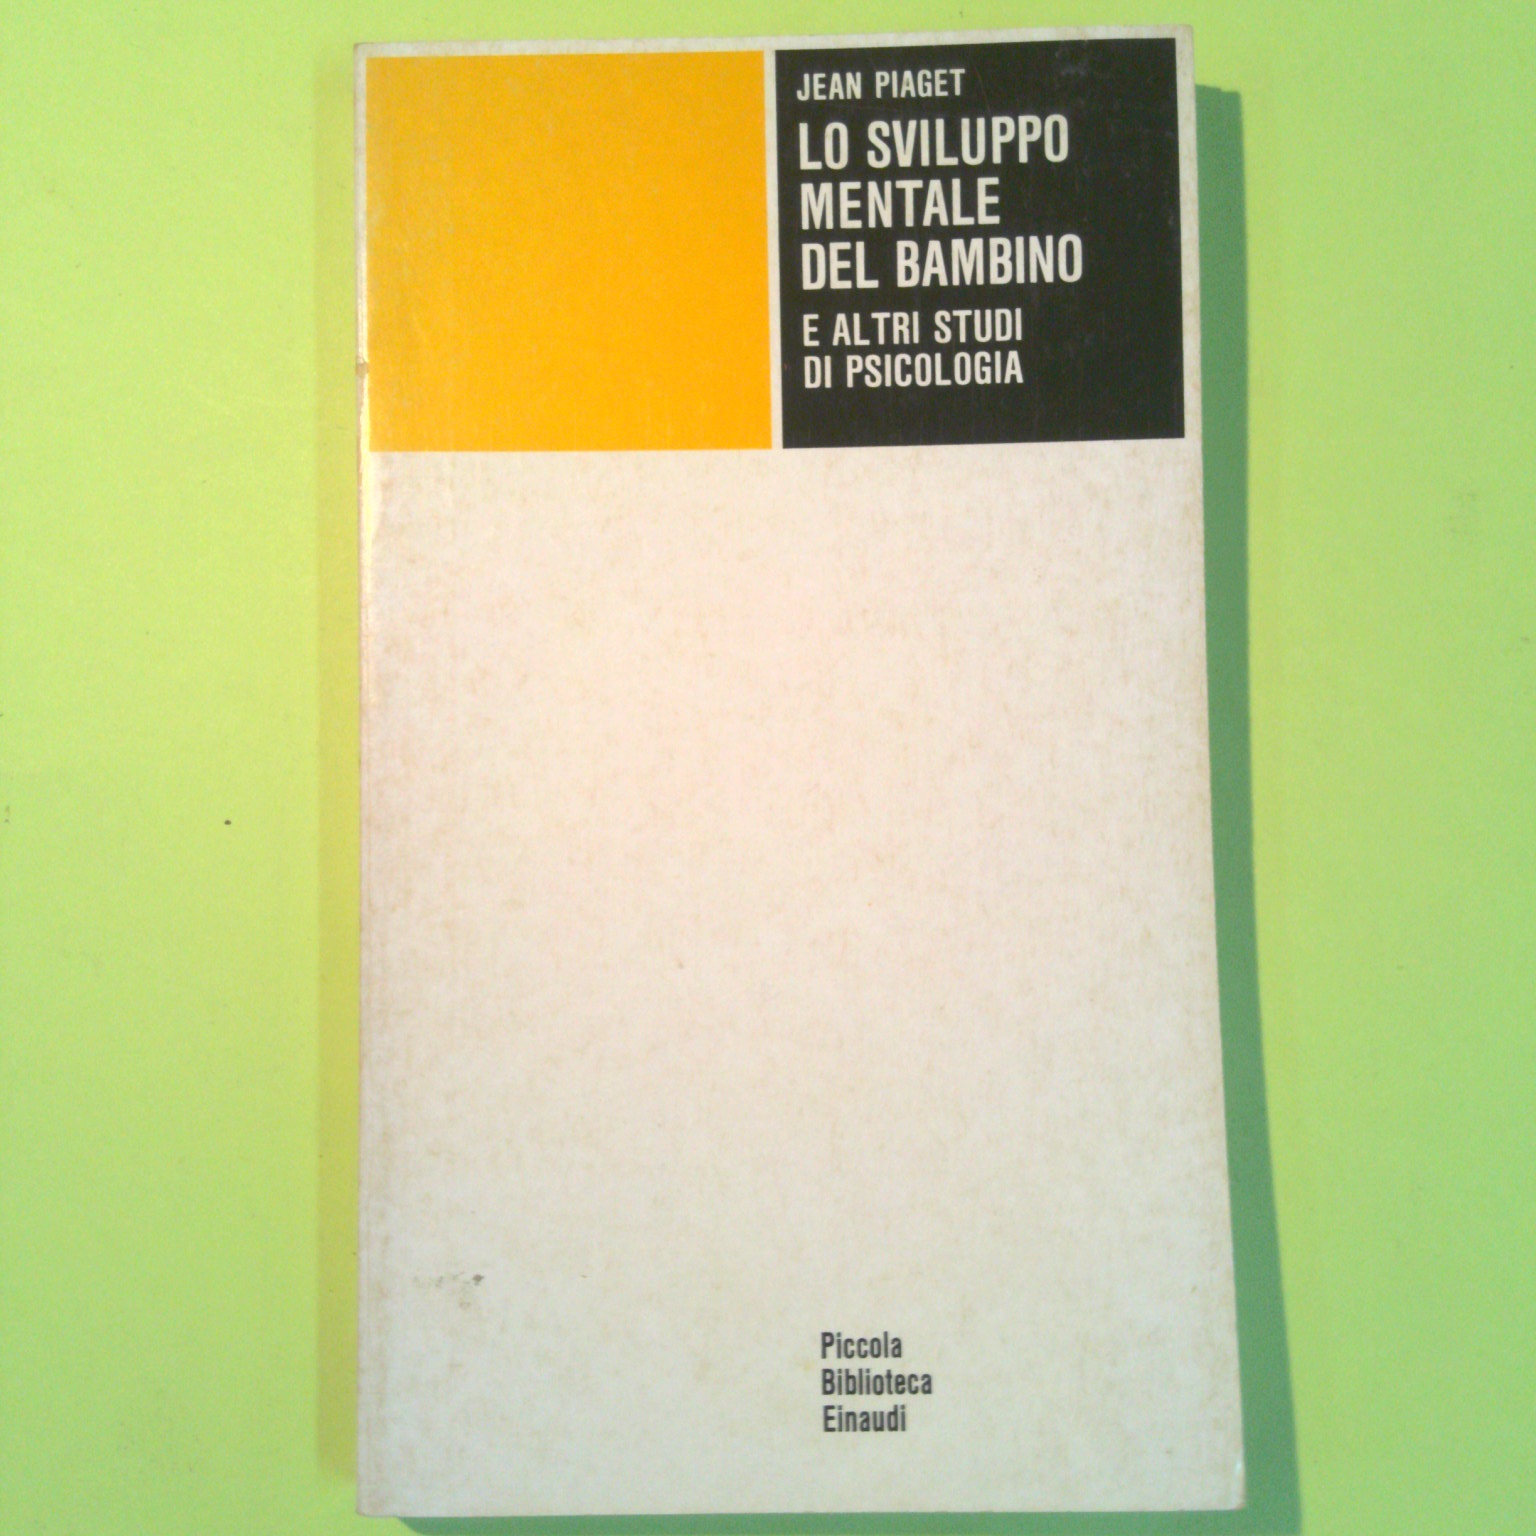 JEAN PIAGET
LO SVILUPPO
MENTALE
DEL BAMBINO
E ALTRI STUDI
DI PSICOLOGIA
Piccola
Biblioteca
Einaudi